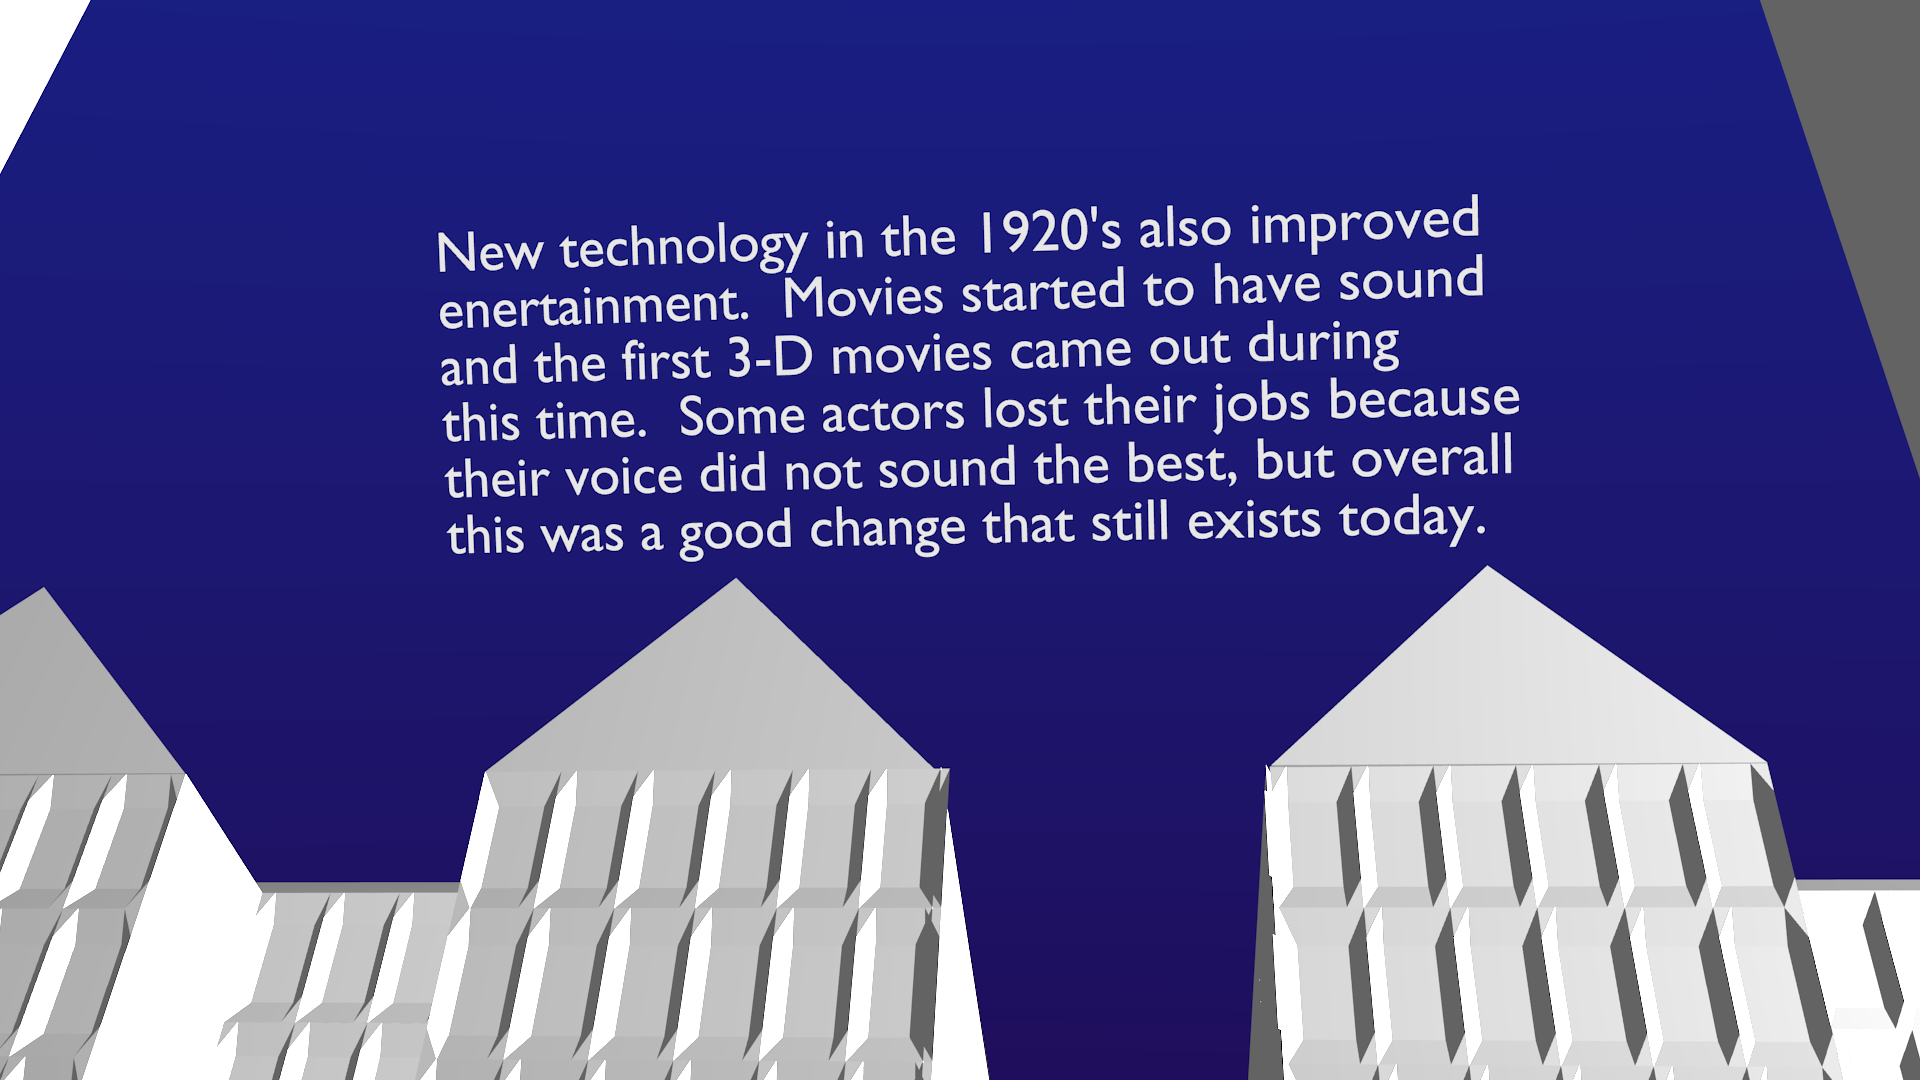 New technology in the 1920's also improved
enertainment.  Movies started to have sound
and the first 3-D movies came out during
this time.  Some actors lost their jobs because
their voice did not sound the best, but overall
this was a good change that still exists today.